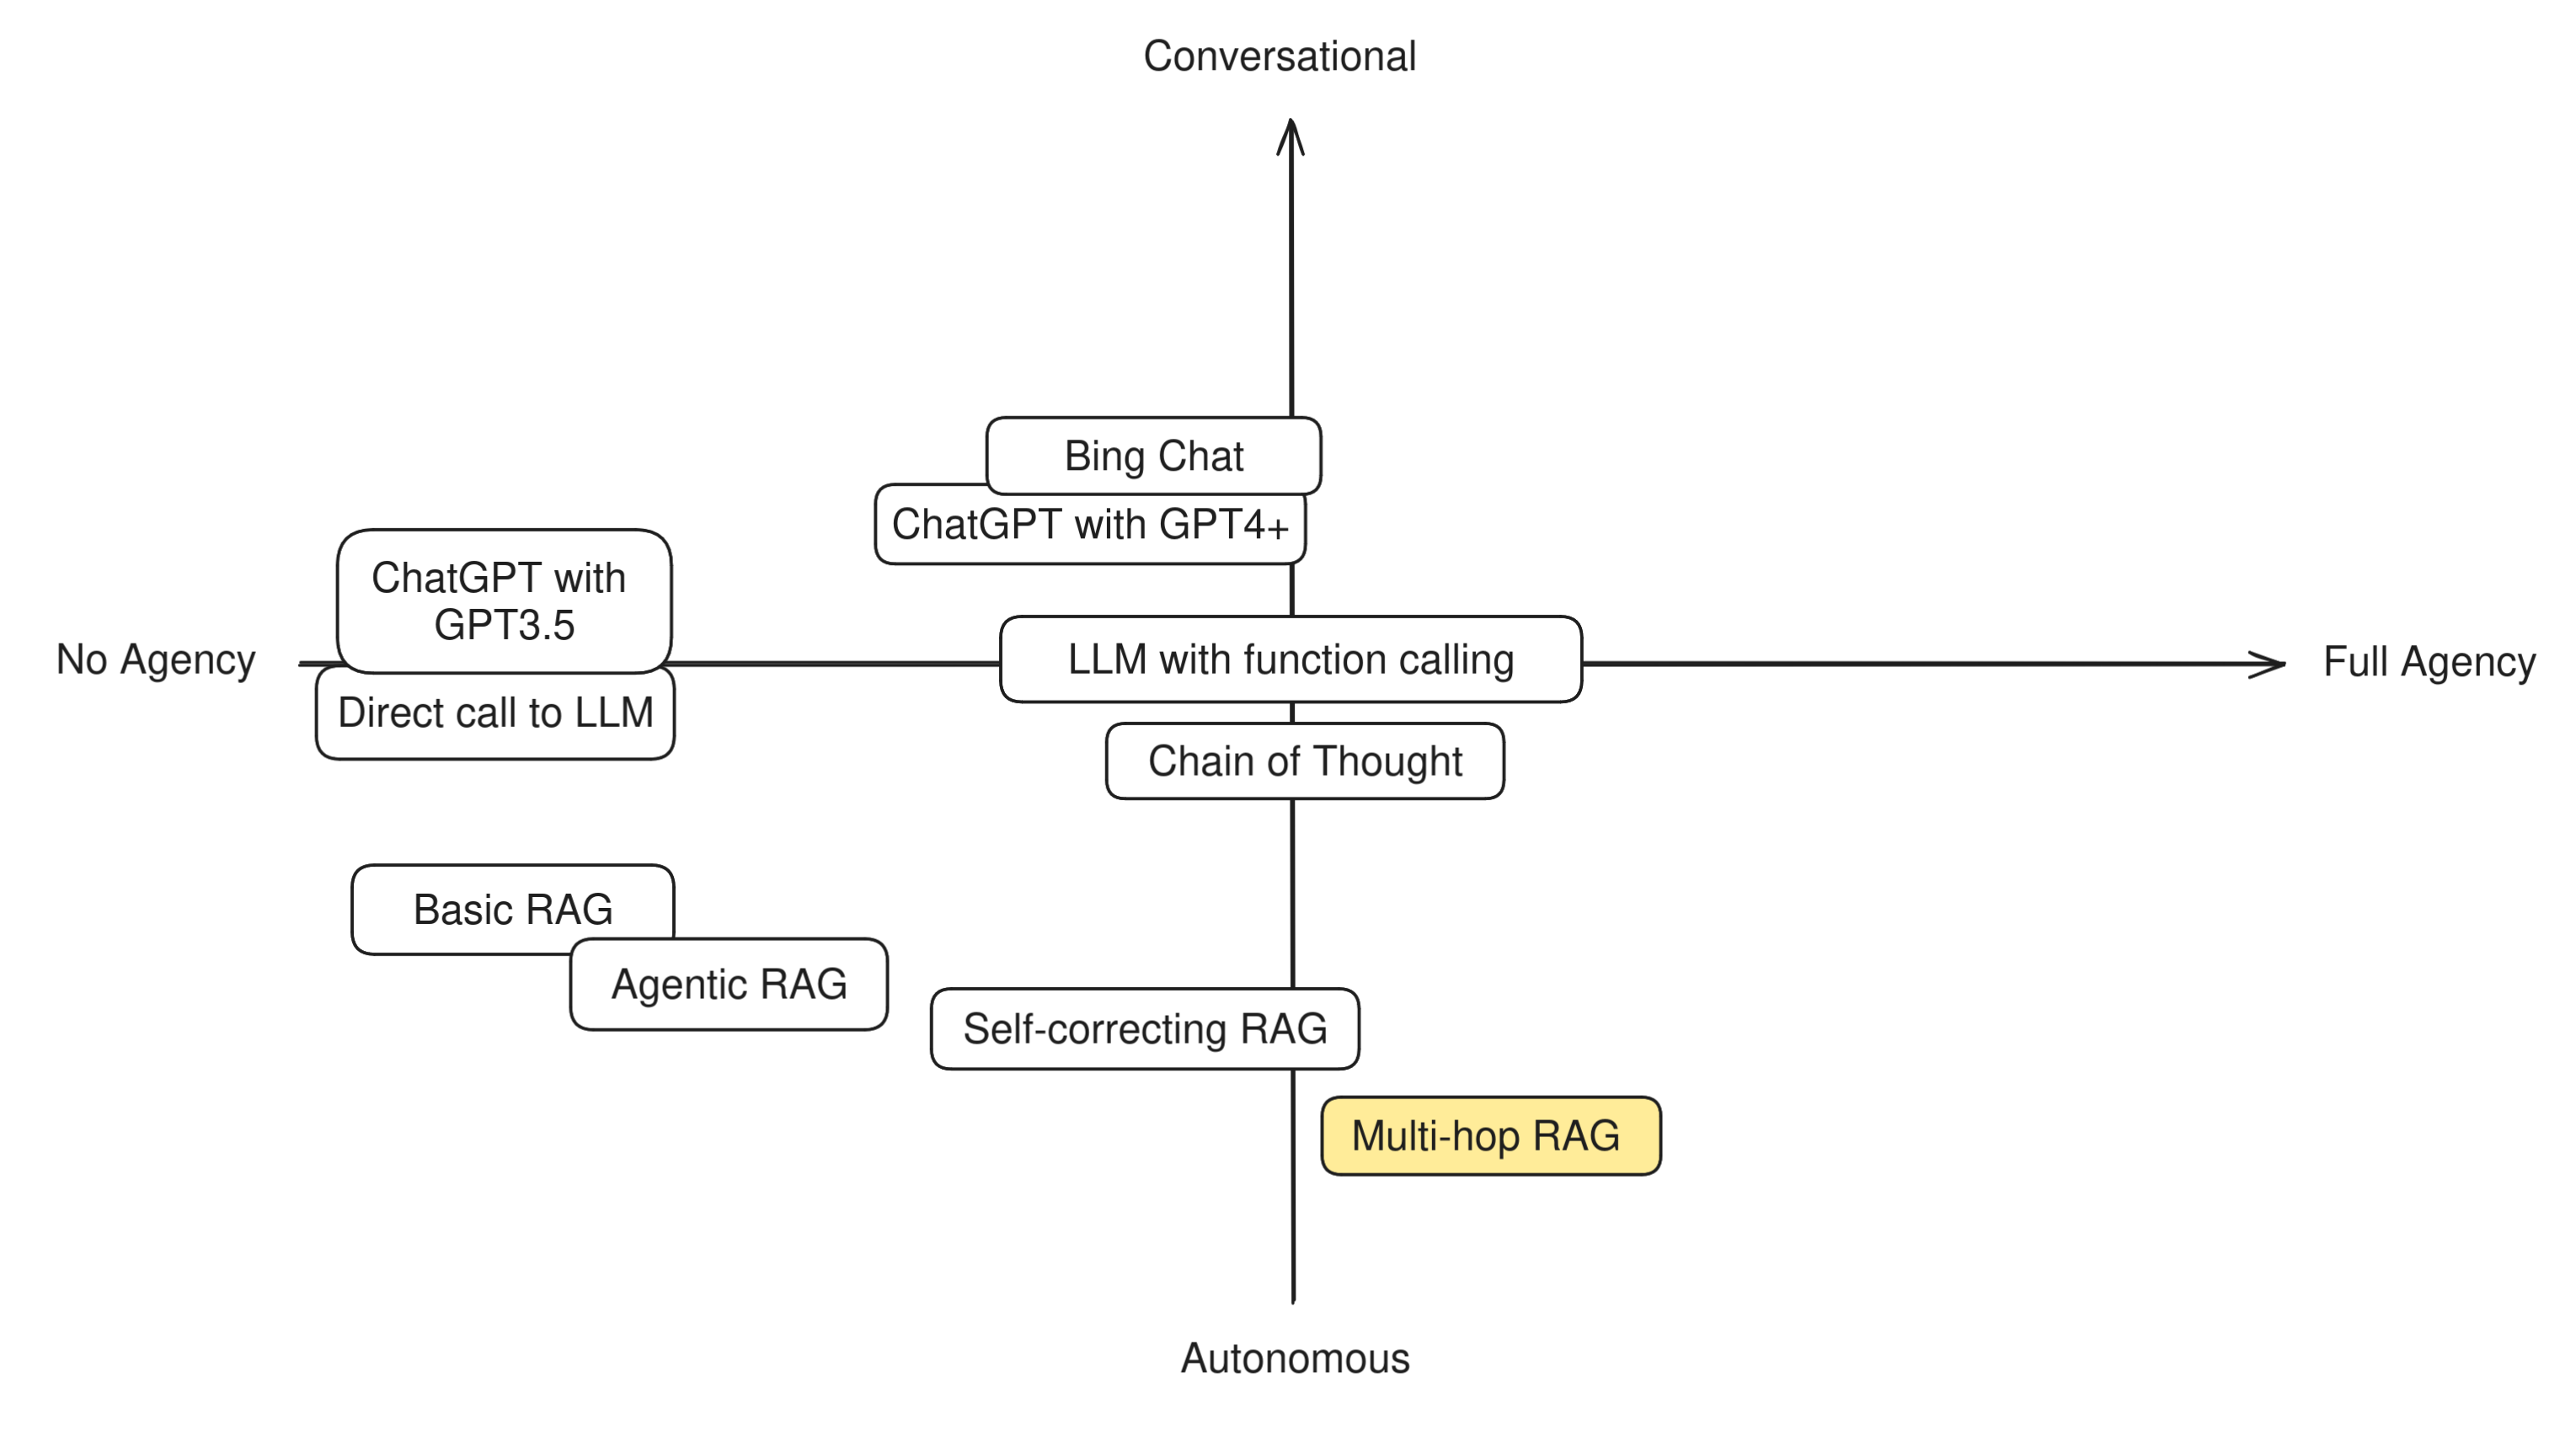 Conversational
Bing Chat
ChatGPT with GPT4+
ChatGPT with
GPT3.5
No Agency
LLM with function calling
Full Agency
Direct call to LLM
Chain of Thought
Basic RAG
Agentic RAG
Self-correcting RAG
Multi-hop RAG
Autonomous